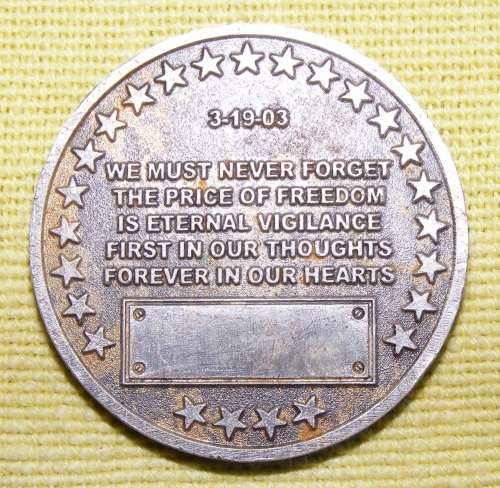 3-19-03
WE MUST NEVER FORGET
THE PRICE OF FREEDOM
IS ETERNAL VIGILANCE
FIRST IN OUR THOUGHTS
FOREVER IN OUR HEARTS